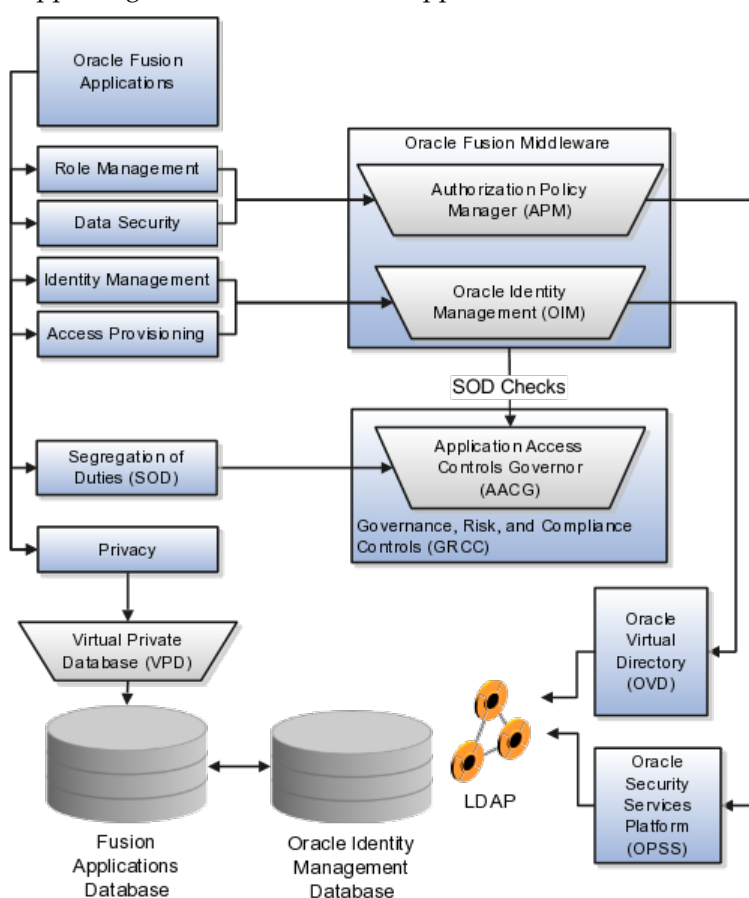 Oracle Fusion
Applications
Role Management
Data Security
Identity Management
Access Provisioning
Segregation of
Duties (SOD)
Privacy
Virtual Private
Database (VPD)
Fusion
Applications
Database
Oracle Identity
Management
Database
Oracle Fusion Middleware
Authorization Policy
Manager (APM)
Oracle Identity
Management (OIM)
SOD Checks
Application Access
Controls Governor
(AACG)
Governance, Risk, and Compliance
Controls (GRCC)
LDAP
Oracle
Virtual
Directory
(OVD)
Oracle
Security
Services
Platform
(OPSS)